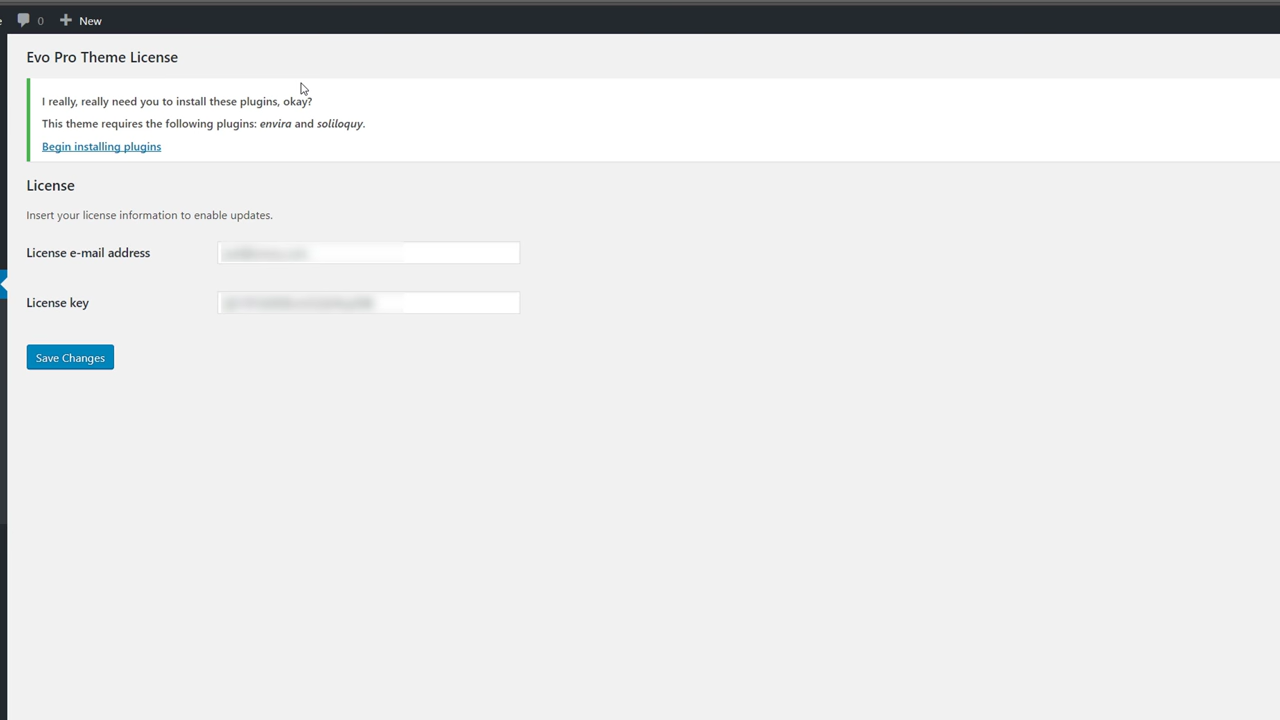 0 New
Evo Pro Theme License
I really, really need you to install these plugins, okay?
This theme requires the following plugins: envira and soliloquy.
Begin installing plugins
License
Insert your license information to enable updates.
License e-mail address
License key
Save Changes